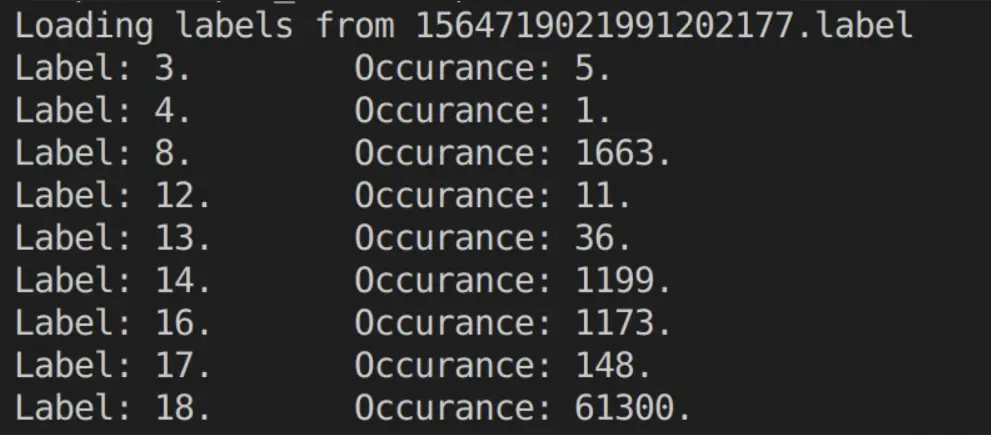 Loading labels from 1564719021991202177.label
Label: 3. Occurance: 5.
Label: 4. Occurance: 1.
Label: 8. Occurance: 1663.
Label: 12. Occurance: 11.
Label: 13. Occurance: 36.
Label: 14. Occurance: 1199.
Label: 16. Occurance: 1173.
Label: 17. Occurance: 148.
Label: 18. Occurance: 61300.